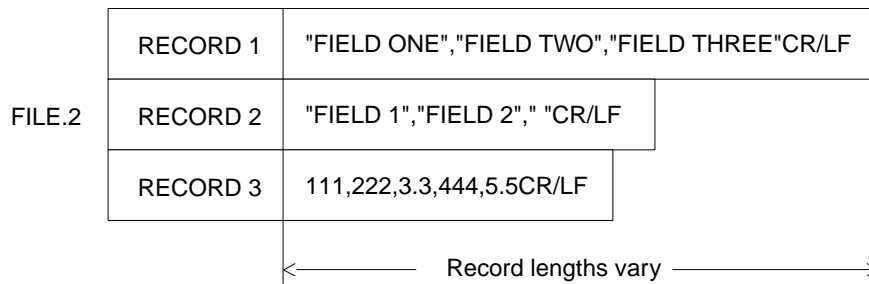 RECORD 1 "FIELD ONE","FIELD TWO","FIELD THREE"CR/LF
FILE.2 RECORD 2 "FIELD 1","FIELD 2"," "CR/LF
RECORD 3 111,222,3.3,444,5.5CR/LF
Record lengths vary